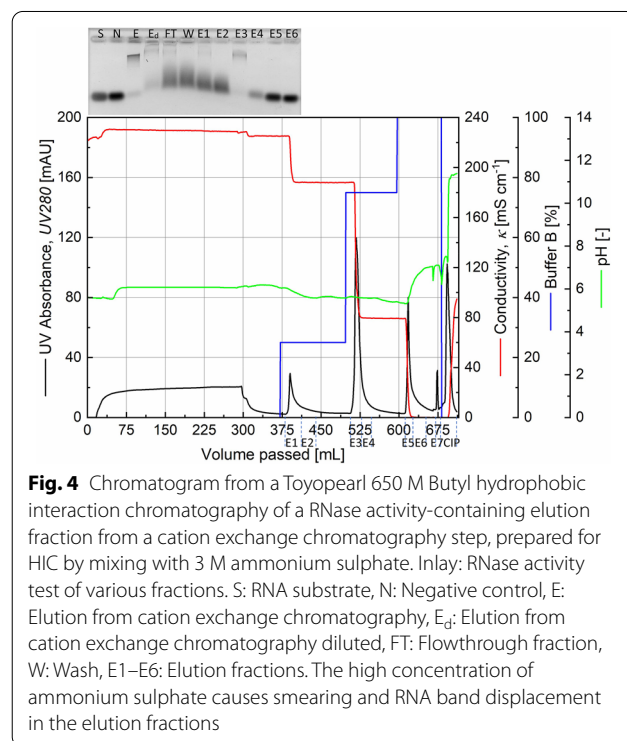 S N E Ed FT W E1 E2 E3 E4 E5 E6
200 240 100 14
160 200 80 12
120 160 60 10
80 120 40 8
40 80 20 6
0 40 0 4
0 2
0
UV Absorbance, UV280 [mAU]
Conductivity, κ [mS cm⁻¹]
Buffer B [%]
pH [-]
0 75 150 225 300 375 450 525 600 675
E1 E2 E3E4 E5E6 E7CIP
Volume passed [mL]
Fig. 4 Chromatogram from a Toyopearl 650 M Butyl hydrophobic
interaction chromatography of a RNase activity-containing elution
fraction from a cation exchange chromatography step, prepared for
HIC by mixing with 3 M ammonium sulphate. Inlay: RNase activity
test of various fractions. S: RNA substrate, N: Negative control, E:
Elution from cation exchange chromatography, Ed: Elution from
cation exchange chromatography diluted, FT: Flowthrough fraction,
W: Wash, E1–E6: Elution fractions. The high concentration of
ammonium sulphate causes smearing and RNA band displacement
in the elution fractions